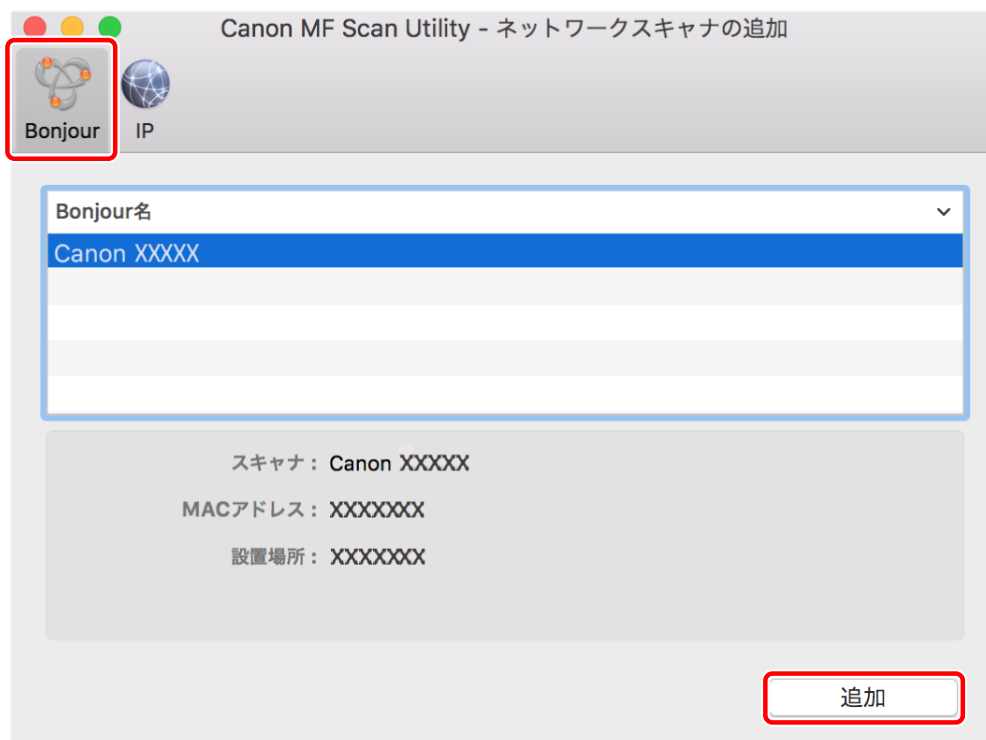 Canon MF Scan Utility - ネットワークスキャナの追加
Bonjour
IP
Bonjour名
Canon XXXXX
スキャナ： Canon XXXXX
MACアドレス： XXXXXXX
設置場所： XXXXXXX
追加